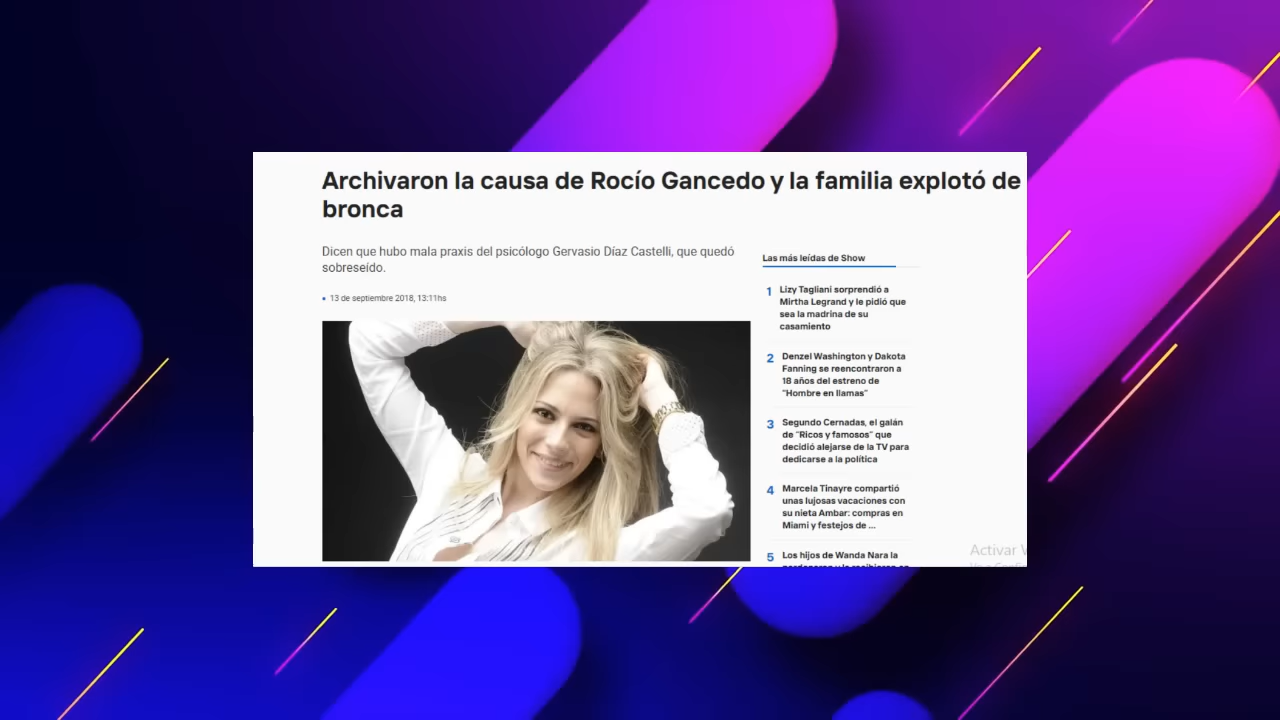 Archivaron la causa de Rocío Gancedo y la familia explotó de
bronca
Dicen que hubo mala praxis del psicólogo Gervasio Díaz Castelli, que quedó
sobreseído.
13 de septiembre 2018, 13:11hs
Las más leídas de Show
1 Lizy Tagliani sorprendió a
Mirtha Legrand y le pidió que
sea la madrina de su
casamiento
2 Denzel Washington y Dakota
Fanning se reencontraron a
18 años del estreno de
"Hombre en llamas"
3 Segundo Cernadas, el galán
de "Ricos y famosos" que
decidió alejarse de la TV para
dedicarse a la política
4 Marcela Tinayre compartió
unas lujosas vacaciones con
su nieta Ambar: compras en
Miami y festejos de ...
5 Los hijos de Wanda Nara la
Activar